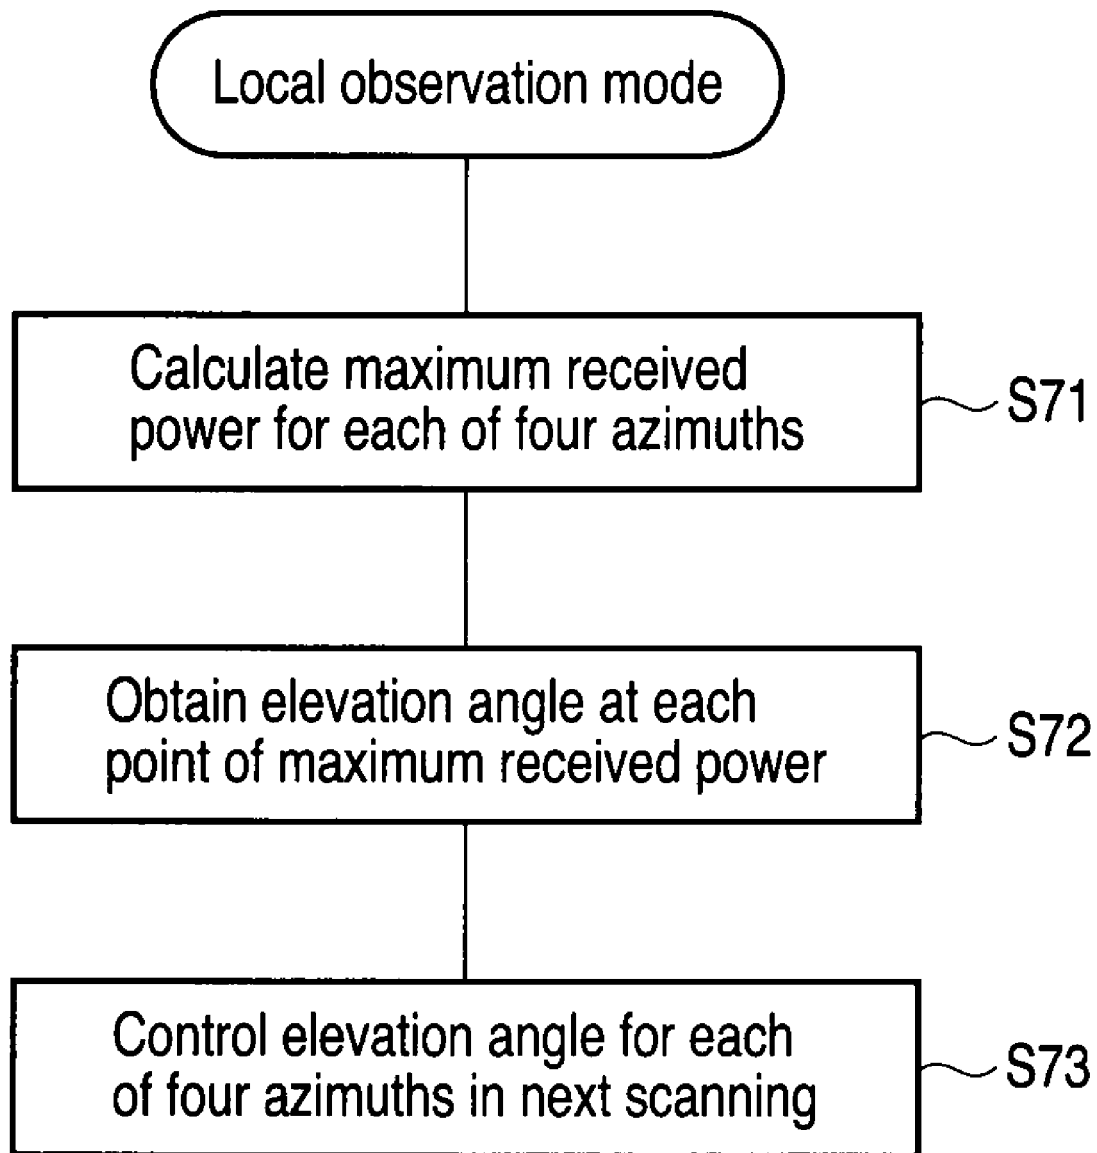 Local observation mode
Calculate maximum received
power for each of four azimuths
S71
Obtain elevation angle at each
point of maximum received power
S72
Control elevation angle for each
of four azimuths in next scanning
S73